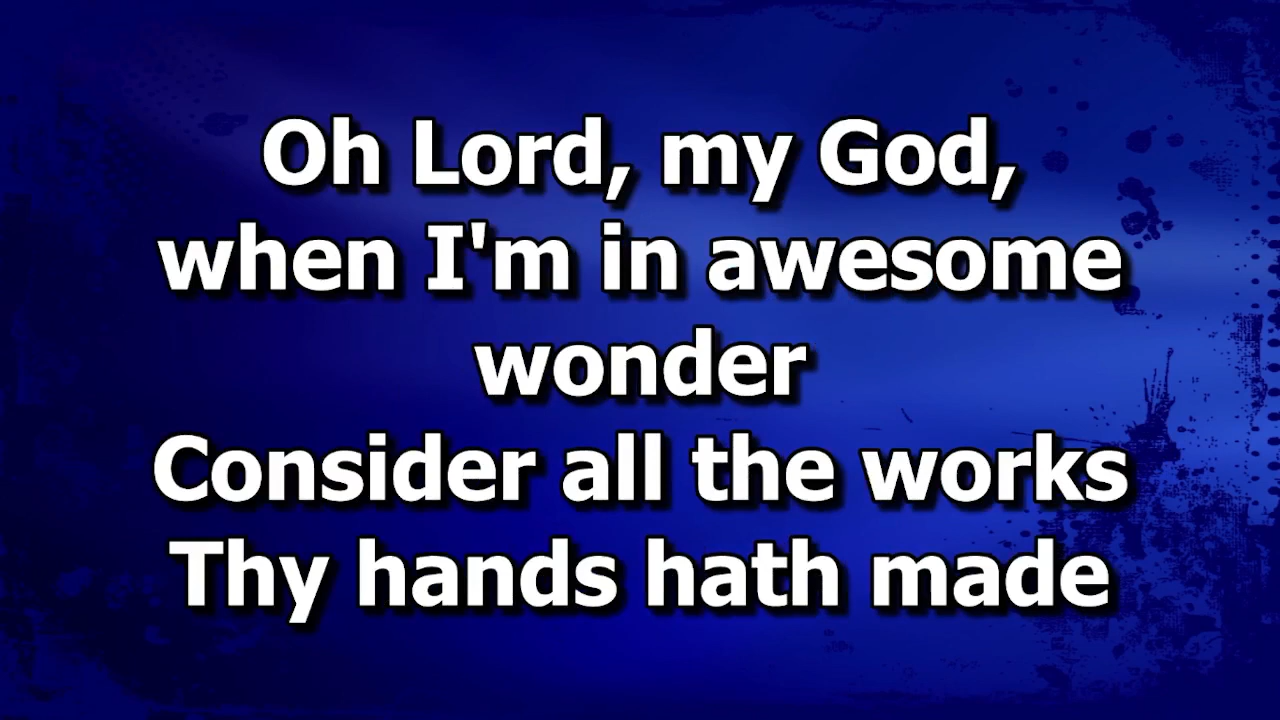 Oh Lord, my God,
when I'm in awesome
wonder
Consider all the works
Thy hands hath made